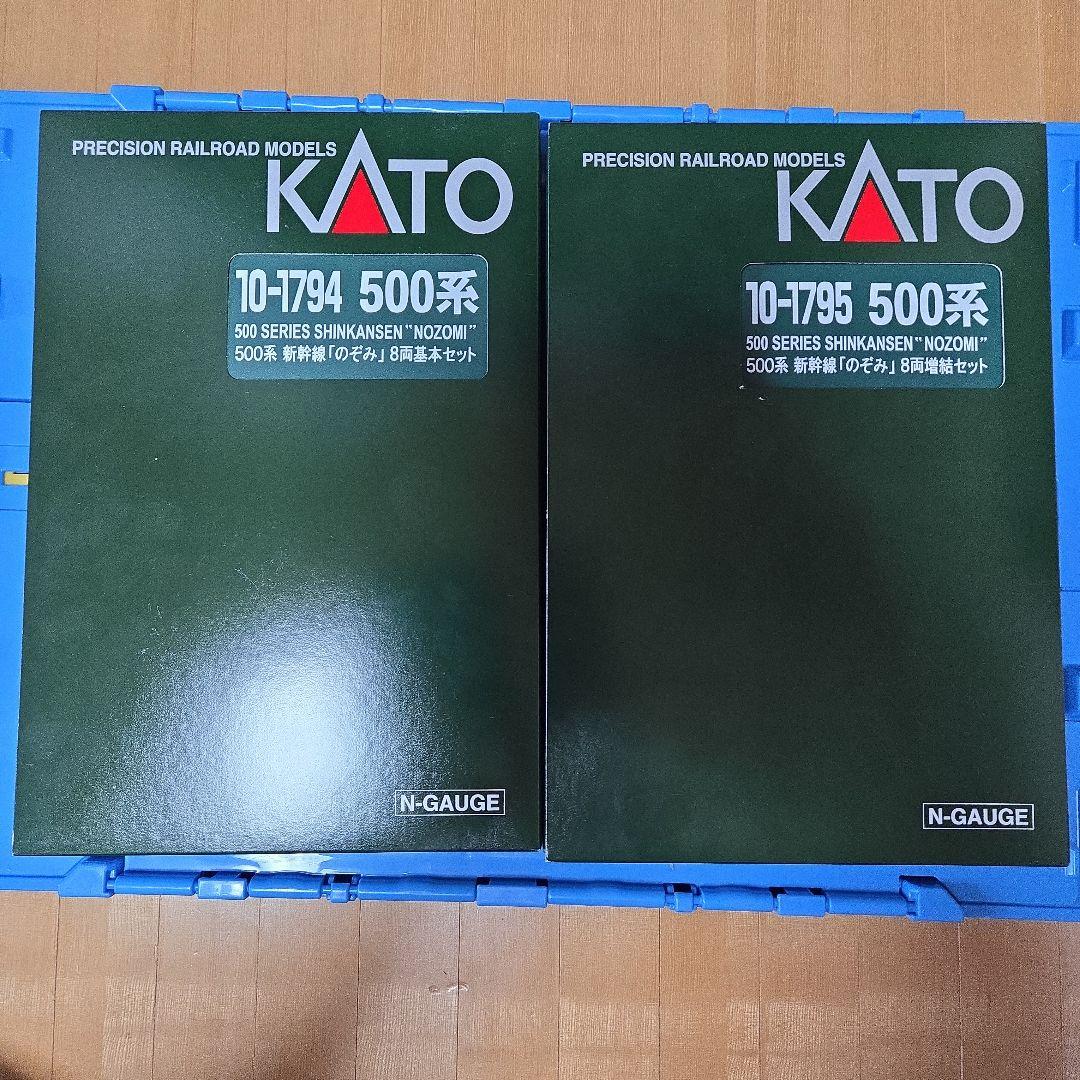 PRECISION RAILROAD MODELS
KATO
10-1794 500系
500 SERIES SHINKANSEN "NOZOMI"
500系 新幹線「のぞみ」8両基本セット
N-GAUGE
PRECISION RAILROAD MODELS
KATO
10-1795 500系
500 SERIES SHINKANSEN "NOZOMI"
500系 新幹線「のぞみ」8両増結セット
N-GAUGE